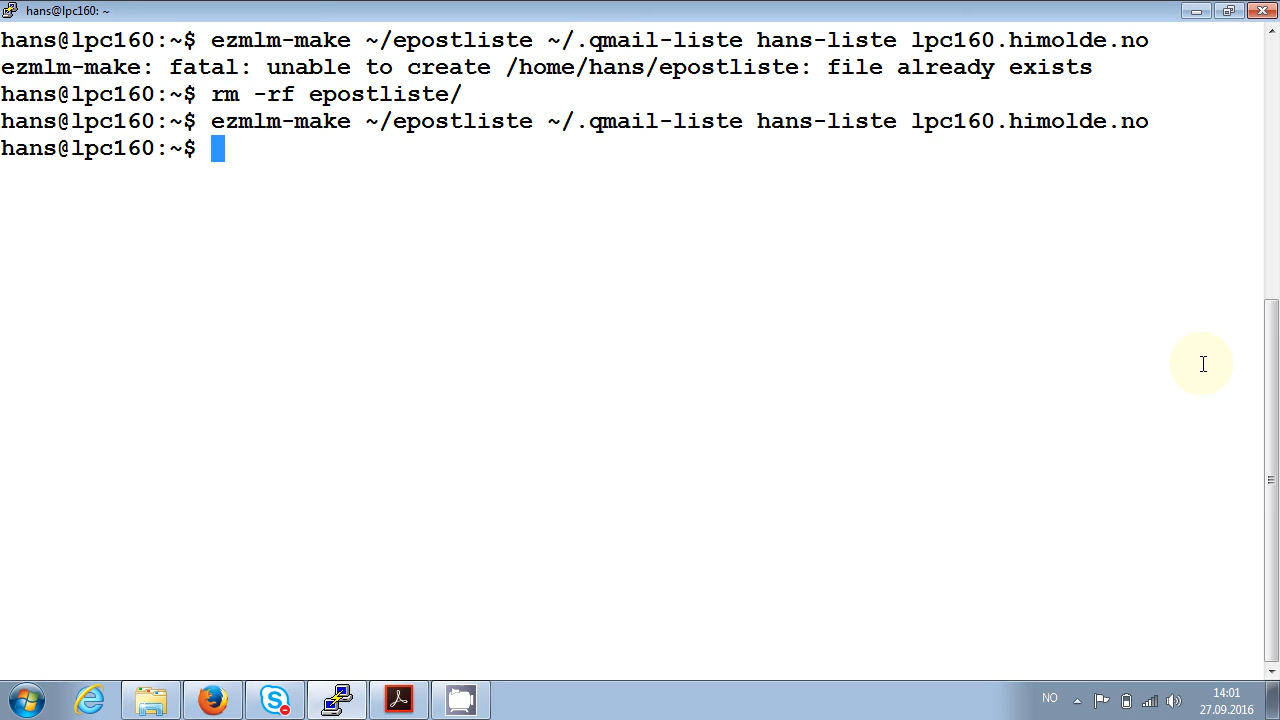 hans@lpc160: ~
hans@lpc160:~$ ezmlm-make ~/epostliste ~/.qmail-liste hans-liste lpc160.himolde.no
ezmlm-make: fatal: unable to create /home/hans/epostliste: file already exists
hans@lpc160:~$ rm -rf epostliste/
hans@lpc160:~$ ezmlm-make ~/epostliste ~/.qmail-liste hans-liste lpc160.himolde.no
hans@lpc160:~$
NO
14:01
27.09.2016